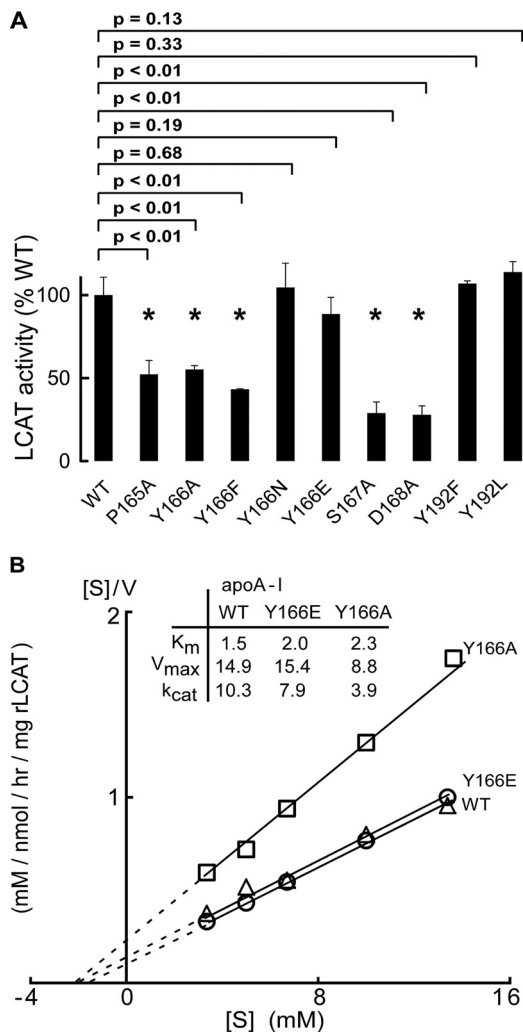 A
p = 0.13
p = 0.33
p < 0.01
p < 0.01
p = 0.19
p = 0.68
p < 0.01
p < 0.01
p < 0.01
LCAT activity (% WT)
100
50
0
* * * * *
WT P165A Y166A Y166F Y166N Y166E S167A D168A Y192F Y192L
B
[S]/V
apoA-I
WT Y166E Y166A
Km 1.5 2.0 2.3
Vmax 14.9 15.4 8.8
kcat 10.3 7.9 3.9
2
1
(mM / nmol / hr / mg rLCAT)
Y166A
Y166E
WT
-4 0 8 16
[S] (mM)